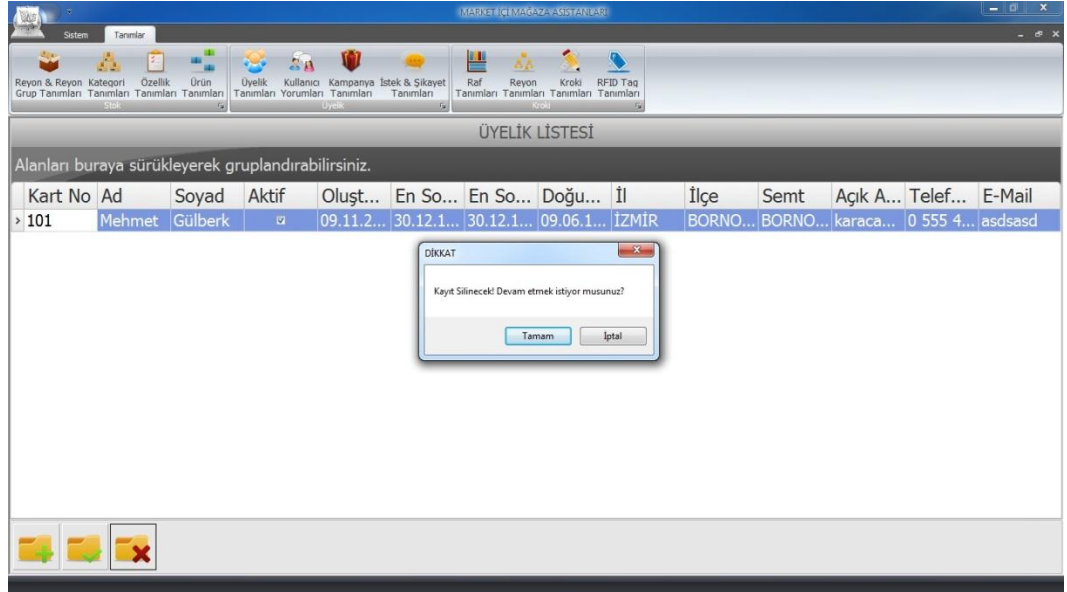 MARKET İÇİ MAĞAZA ASİSTANLARI
Sistem Tanımlar
Reyon & Reyon Grup Tanımları Kategori Tanımları Özellik Tanımları Ürün Tanımları Üyelik Tanımları Kullanıcı Yorumları Kampanya Tanımları İstek & Şikayet Tanımları Raf Tanımları Reyon Tanımları Kroki Tanımları RFID Tag Tanımları
Stok Üyelik Kroki
ÜYELİK LİSTESİ
Alanları buraya sürükleyerek gruplandırabilirsiniz.
Kart No Ad Soyad Aktif Oluşt... En So... En So... Doğu... İl İlçe Semt Açık A... Telef... E-Mail
101 Mehmet Gülberk 09.11.2... 30.12.1... 30.12.1... 09.06.1... İZMİR BORNO... BORNO... karaca... 0 555 4... asdsasd
DİKKAT
Kayıt Silinecek! Devam etmek istiyor musunuz?
Tamam İptal